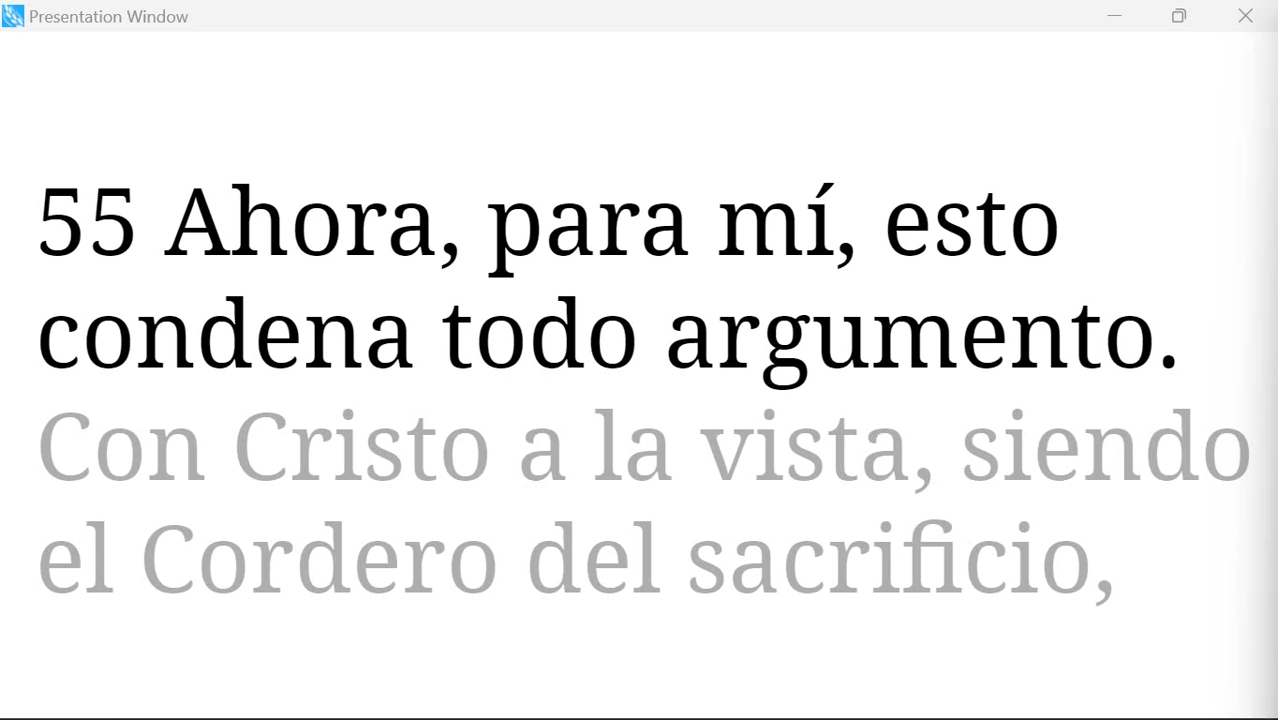 Presentation Window
55 Ahora, para mí, esto
condena todo argumento.
Con Cristo a la vista, siendo
el Cordero del sacrificio,